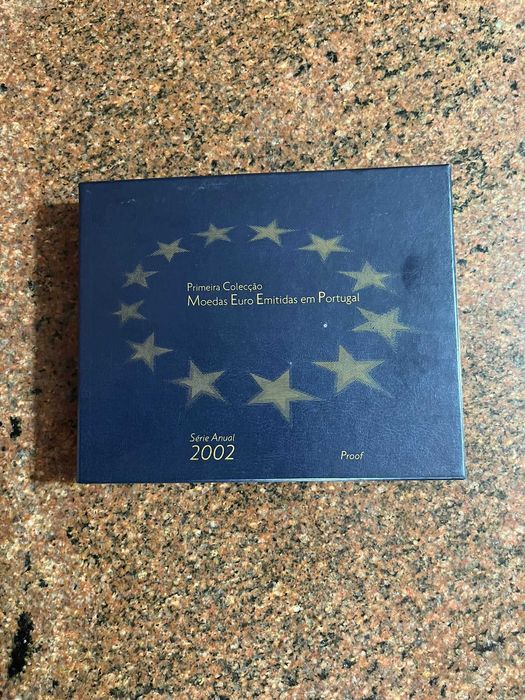 Primeira Colecção
Moedas Euro Emitidas em Portugal
Série Anual
2002
Proof